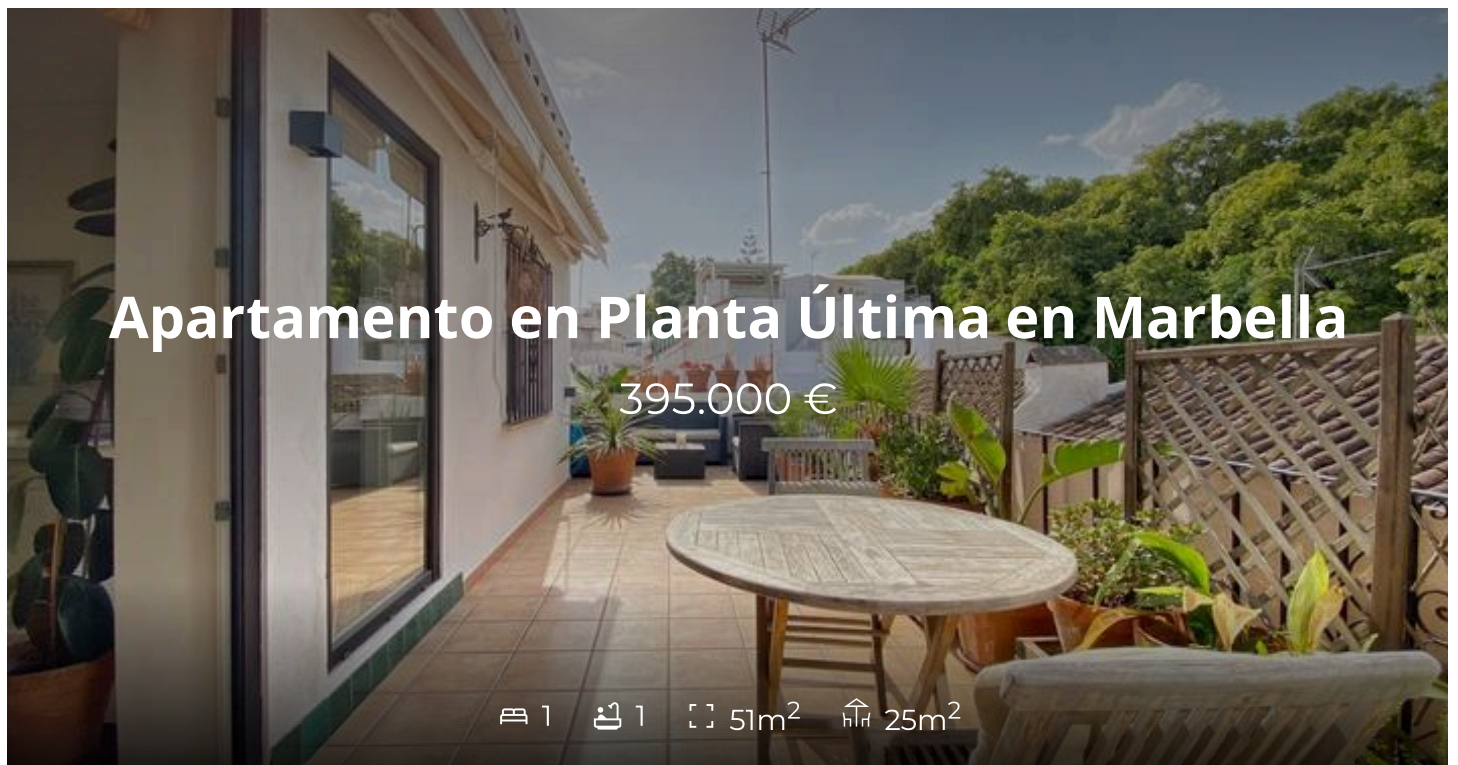 Apartamento en Planta Última en Marbella
395.000 €
1 1 51m² 25m²